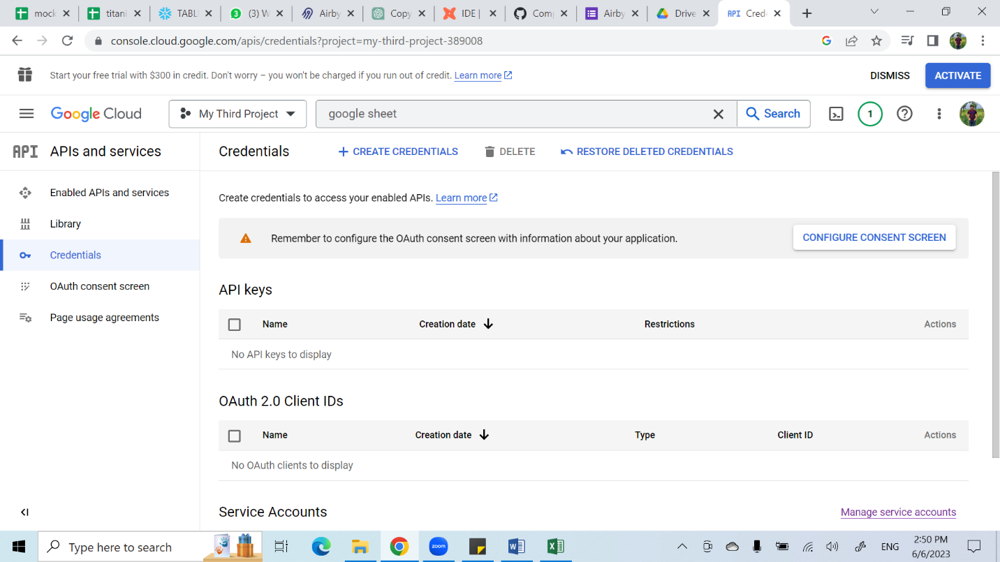 mock
titani
TABL
(3) W
Airby
Copy
IDE |
Comp
Airby
Drive
API Cred
console.cloud.google.com/apis/credentials?project=my-third-project-389008
Start your free trial with $300 in credit. Don't worry – you won't be charged if you run out of credit. Learn more
DISMISS
ACTIVATE
Google Cloud
My Third Project
google sheet
Search
1
API APIs and services
Credentials
CREATE CREDENTIALS
DELETE
RESTORE DELETED CREDENTIALS
Enabled APIs and services
Library
Credentials
OAuth consent screen
Page usage agreements
Create credentials to access your enabled APIs. Learn more
Remember to configure the OAuth consent screen with information about your application.
CONFIGURE CONSENT SCREEN
API keys
Name Creation date Restrictions Actions
No API keys to display
OAuth 2.0 Client IDs
Name Creation date Type Client ID Actions
No OAuth clients to display
Service Accounts
Manage service accounts
Type here to search
zoom
ENG
2:50 PM
6/6/2023